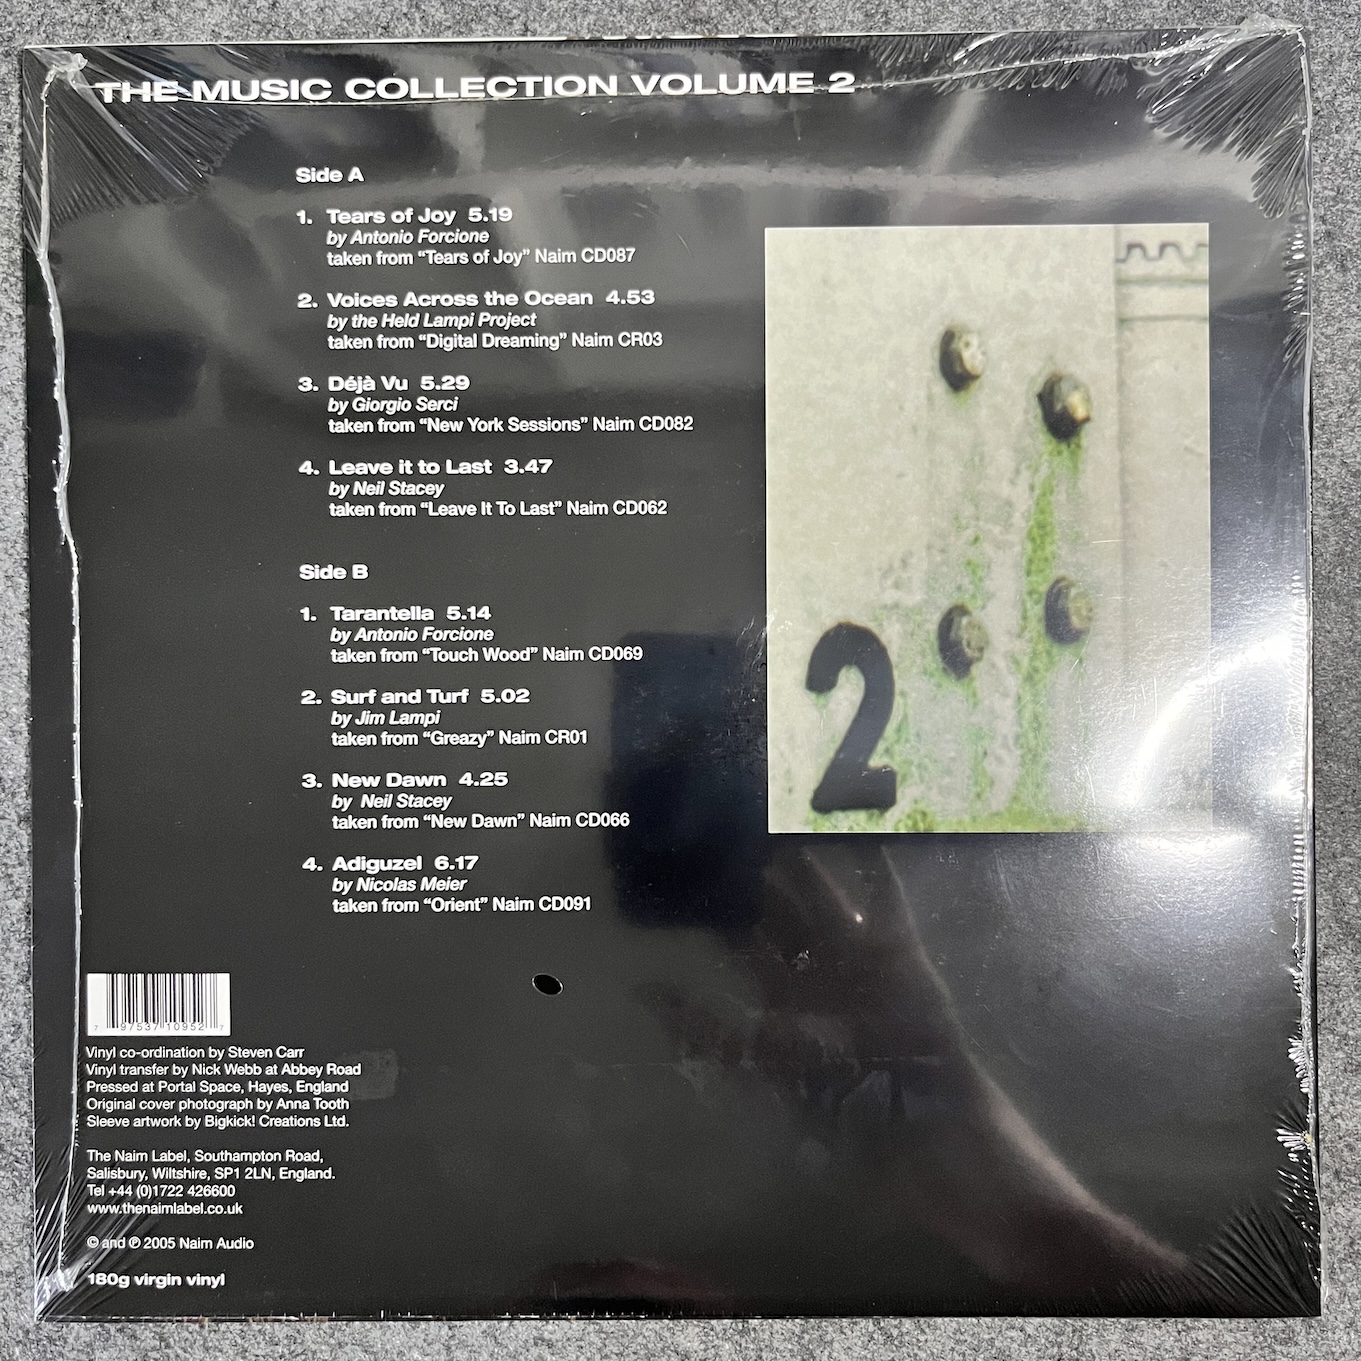 THE MUSIC COLLECTION VOLUME 2
Side A
1. Tears of Joy 5.19
by Antonio Forcione
taken from “Tears of Joy” Naim CD087
2. Voices Across the Ocean 4.53
by the Held Lampi Project
taken from “Digital Dreaming” Naim CR03
3. Déjà Vu 5.29
by Giorgio Serci
taken from “New York Sessions” Naim CD082
4. Leave it to Last 3.47
by Neil Stacey
taken from “Leave It To Last” Naim CD062
Side B
1. Tarantella 5.14
by Antonio Forcione
taken from “Touch Wood” Naim CD069
2. Surf and Turf 5.02
by Jim Lampi
taken from “Greazy” Naim CR01
3. New Dawn 4.25
by Neil Stacey
taken from “New Dawn” Naim CD066
4. Adiguzel 6.17
by Nicolas Meier
taken from “Orient” Naim CD091
2
7 97537 10952 7
Vinyl co-ordination by Steven Carr
Vinyl transfer by Nick Webb at Abbey Road
Pressed at Portal Space, Hayes, England
Original cover photograph by Anna Tooth
Sleeve artwork by Bigkick! Creations Ltd.
The Naim Label, Southampton Road,
Salisbury, Wiltshire, SP1 2LN, England.
Tel +44 (0)1722 426600
www.thenaimlabel.co.uk
© and ℗ 2005 Naim Audio
180g virgin vinyl